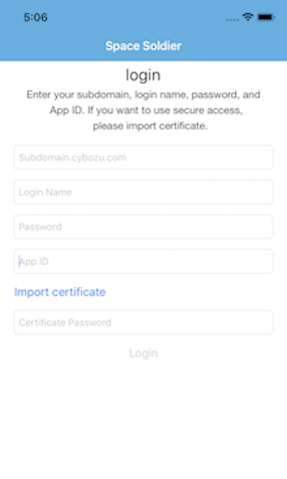 5:06
Space Soldier
login
Enter your subdomain, login name, password, and
App ID. If you want to use secure access,
please import certificate.
Subdomain.cybozu.com
Login Name
Password
App ID
Import certificate
Certificate Password
Login